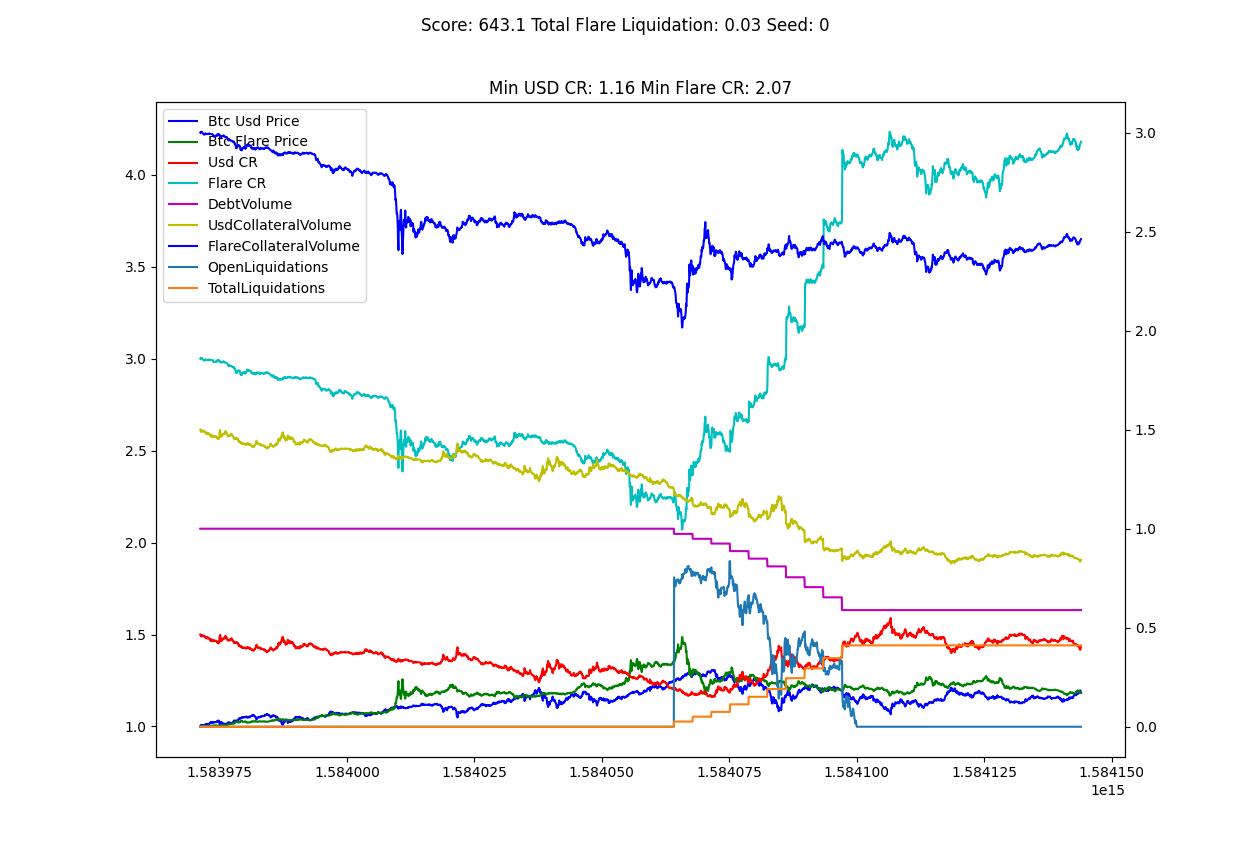 Score: 643.1 Total Flare Liquidation: 0.03 Seed: 0
Min USD CR: 1.16 Min Flare CR: 2.07
Btc Usd Price
Btc Flare Price
Usd CR
Flare CR
DebtVolume
UsdCollateralVolume
FlareCollateralVolume
OpenLiquidations
TotalLiquidations
4.0
3.5
3.0
2.5
2.0
1.5
1.0
3.0
2.5
2.0
1.5
1.0
0.5
0.0
1.583975 1.584000 1.584025 1.584050 1.584075 1.584100 1.584125 1.584150
1e15